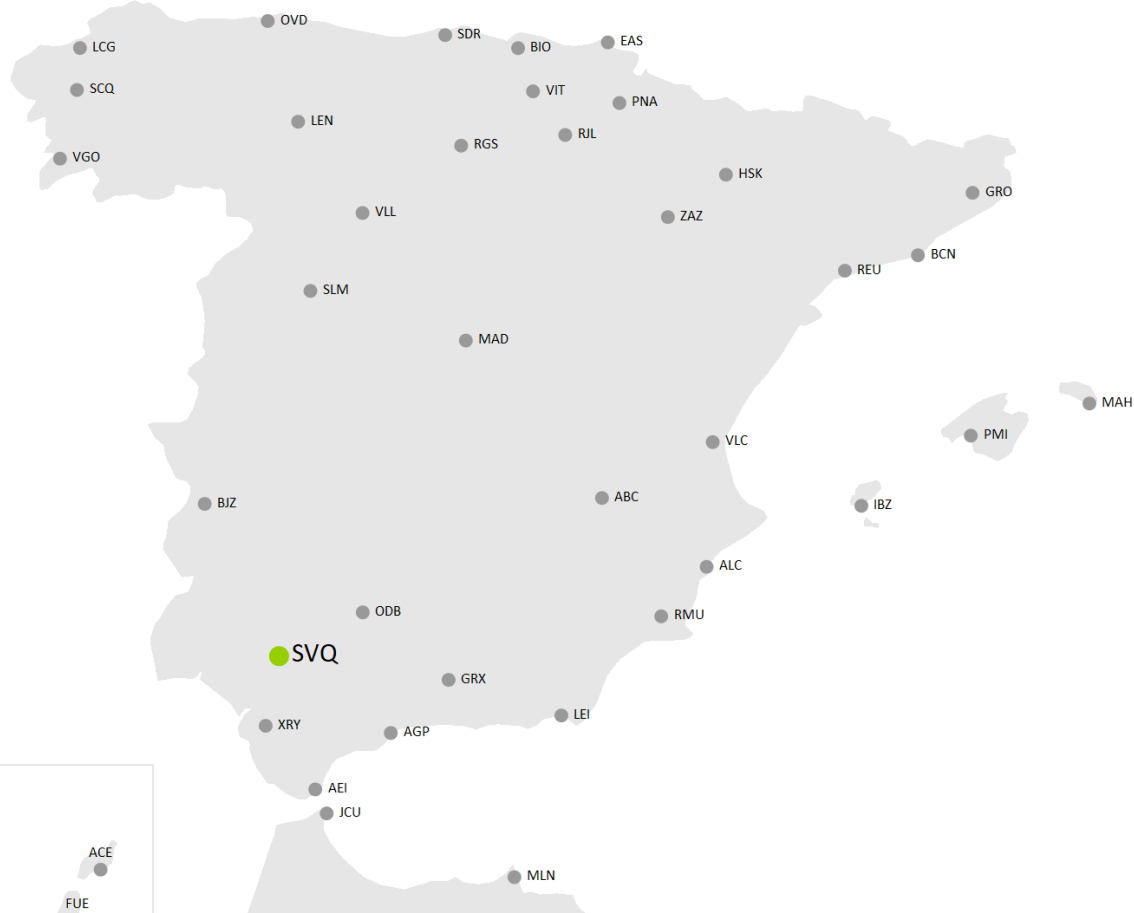 OVD
SDR
EAS
LCG
BIO
SCQ
VIT
PNA
LEN
RJL
RGS
VGO
HSK
GRO
VLL
ZAZ
BCN
REU
SLM
MAD
MAH
PMI
VLC
ABC
BJZ
IBZ
ALC
ODB
RMU
SVQ
GRX
LEI
XRY
AGP
AEI
JCU
ACE
MLN
FUE